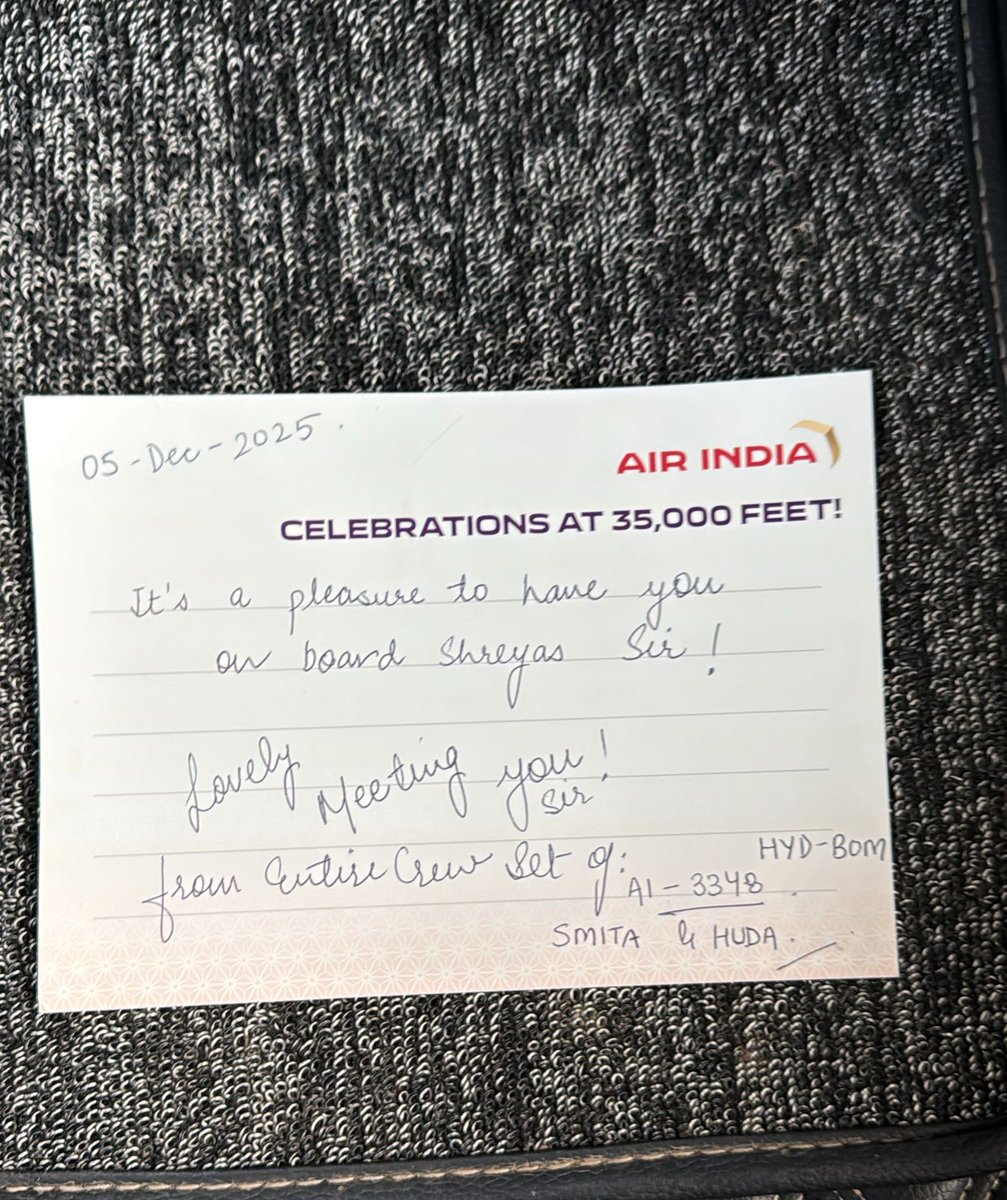 05-Dec-2025.
AIR INDIA
CELEBRATIONS AT 35,000 FEET!
It's a pleasure to have you
on board Shreyas Sir!
Lovely Meeting you!
Sir
from Entire Crew Set of:
HYD-BOM
AI-3348.
SMITA & HUDA.